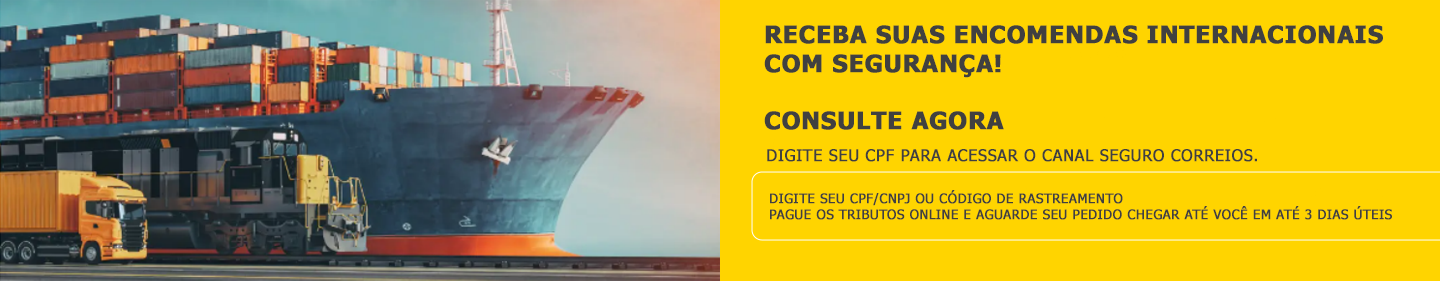 RECEBA SUAS ENCOMENDAS INTERNACIONAIS
COM SEGURANÇA!
CONSULTE AGORA
DIGITE SEU CPF PARA ACESSAR O CANAL SEGURO CORREIOS.
DIGITE SEU CPF/CNPJ OU CÓDIGO DE RASTREAMENTO
PAGUE OS TRIBUTOS ONLINE E AGUARDE SEU PEDIDO CHEGAR ATÉ VOCÊ EM ATÉ 3 DIAS ÚTEIS